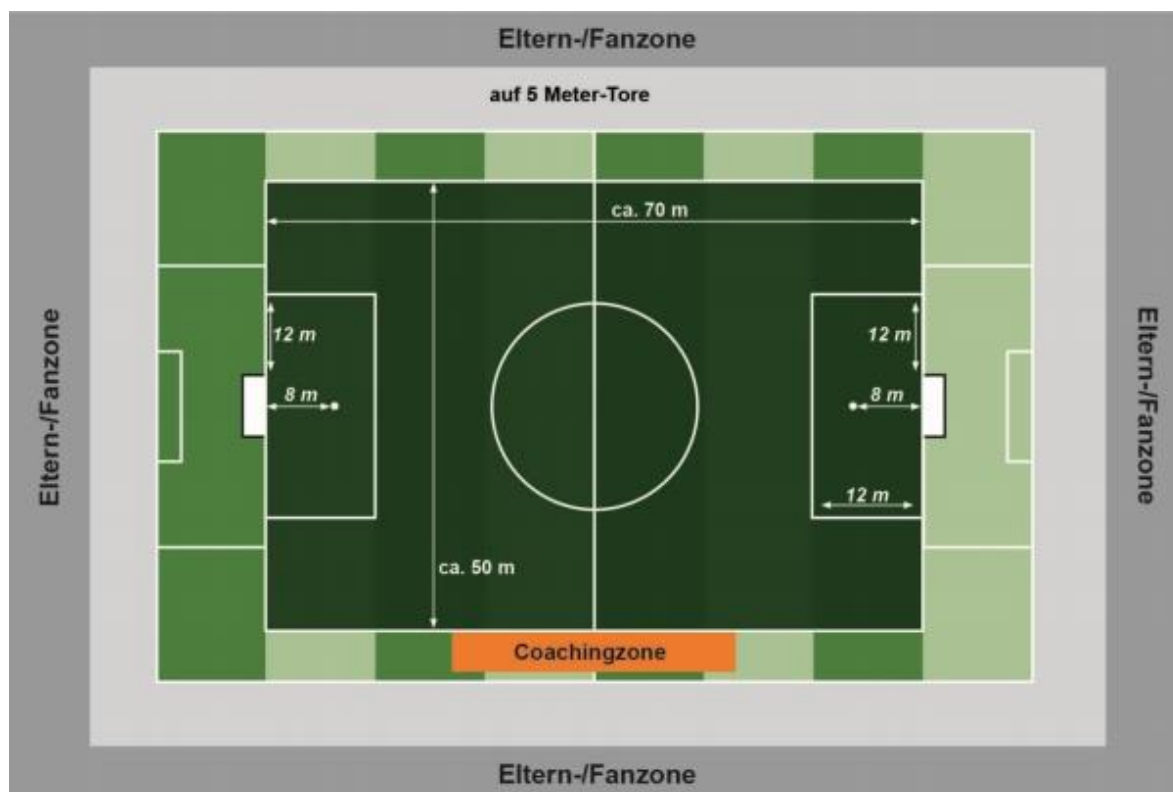 Eltern-/Fanzone
auf 5 Meter-Tore
ca. 70 m
12 m
12 m
Eltern-/Fanzone
8 m
8 m
Eltern-/Fanzone
12 m
ca. 50 m
Coachingzone
Eltern-/Fanzone